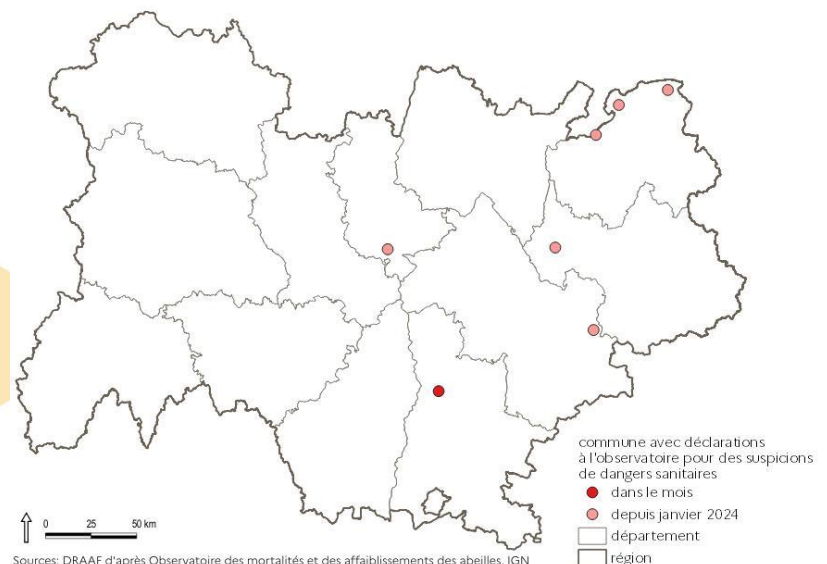 commune avec déclarations
à l'observatoire pour des suspicions
de dangers sanitaires
dans le mois
depuis janvier 2024
département
région
0 25 50 km
Sources: DRAAF d'après Observatoire des mortalités et des affaiblissements des abeilles, IGN